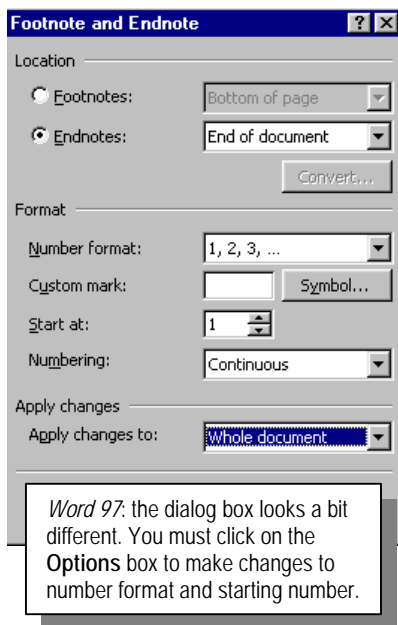 Footnote and Endnote
Location
Footnotes: Bottom of page
Endnotes: End of document
Convert...
Format
Number format: 1, 2, 3, ...
Custom mark: Symbol...
Start at: 1
Numbering: Continuous
Apply changes
Apply changes to: Whole document
Word 97: the dialog box looks a bit
different. You must click on the
Options box to make changes to
number format and starting number.